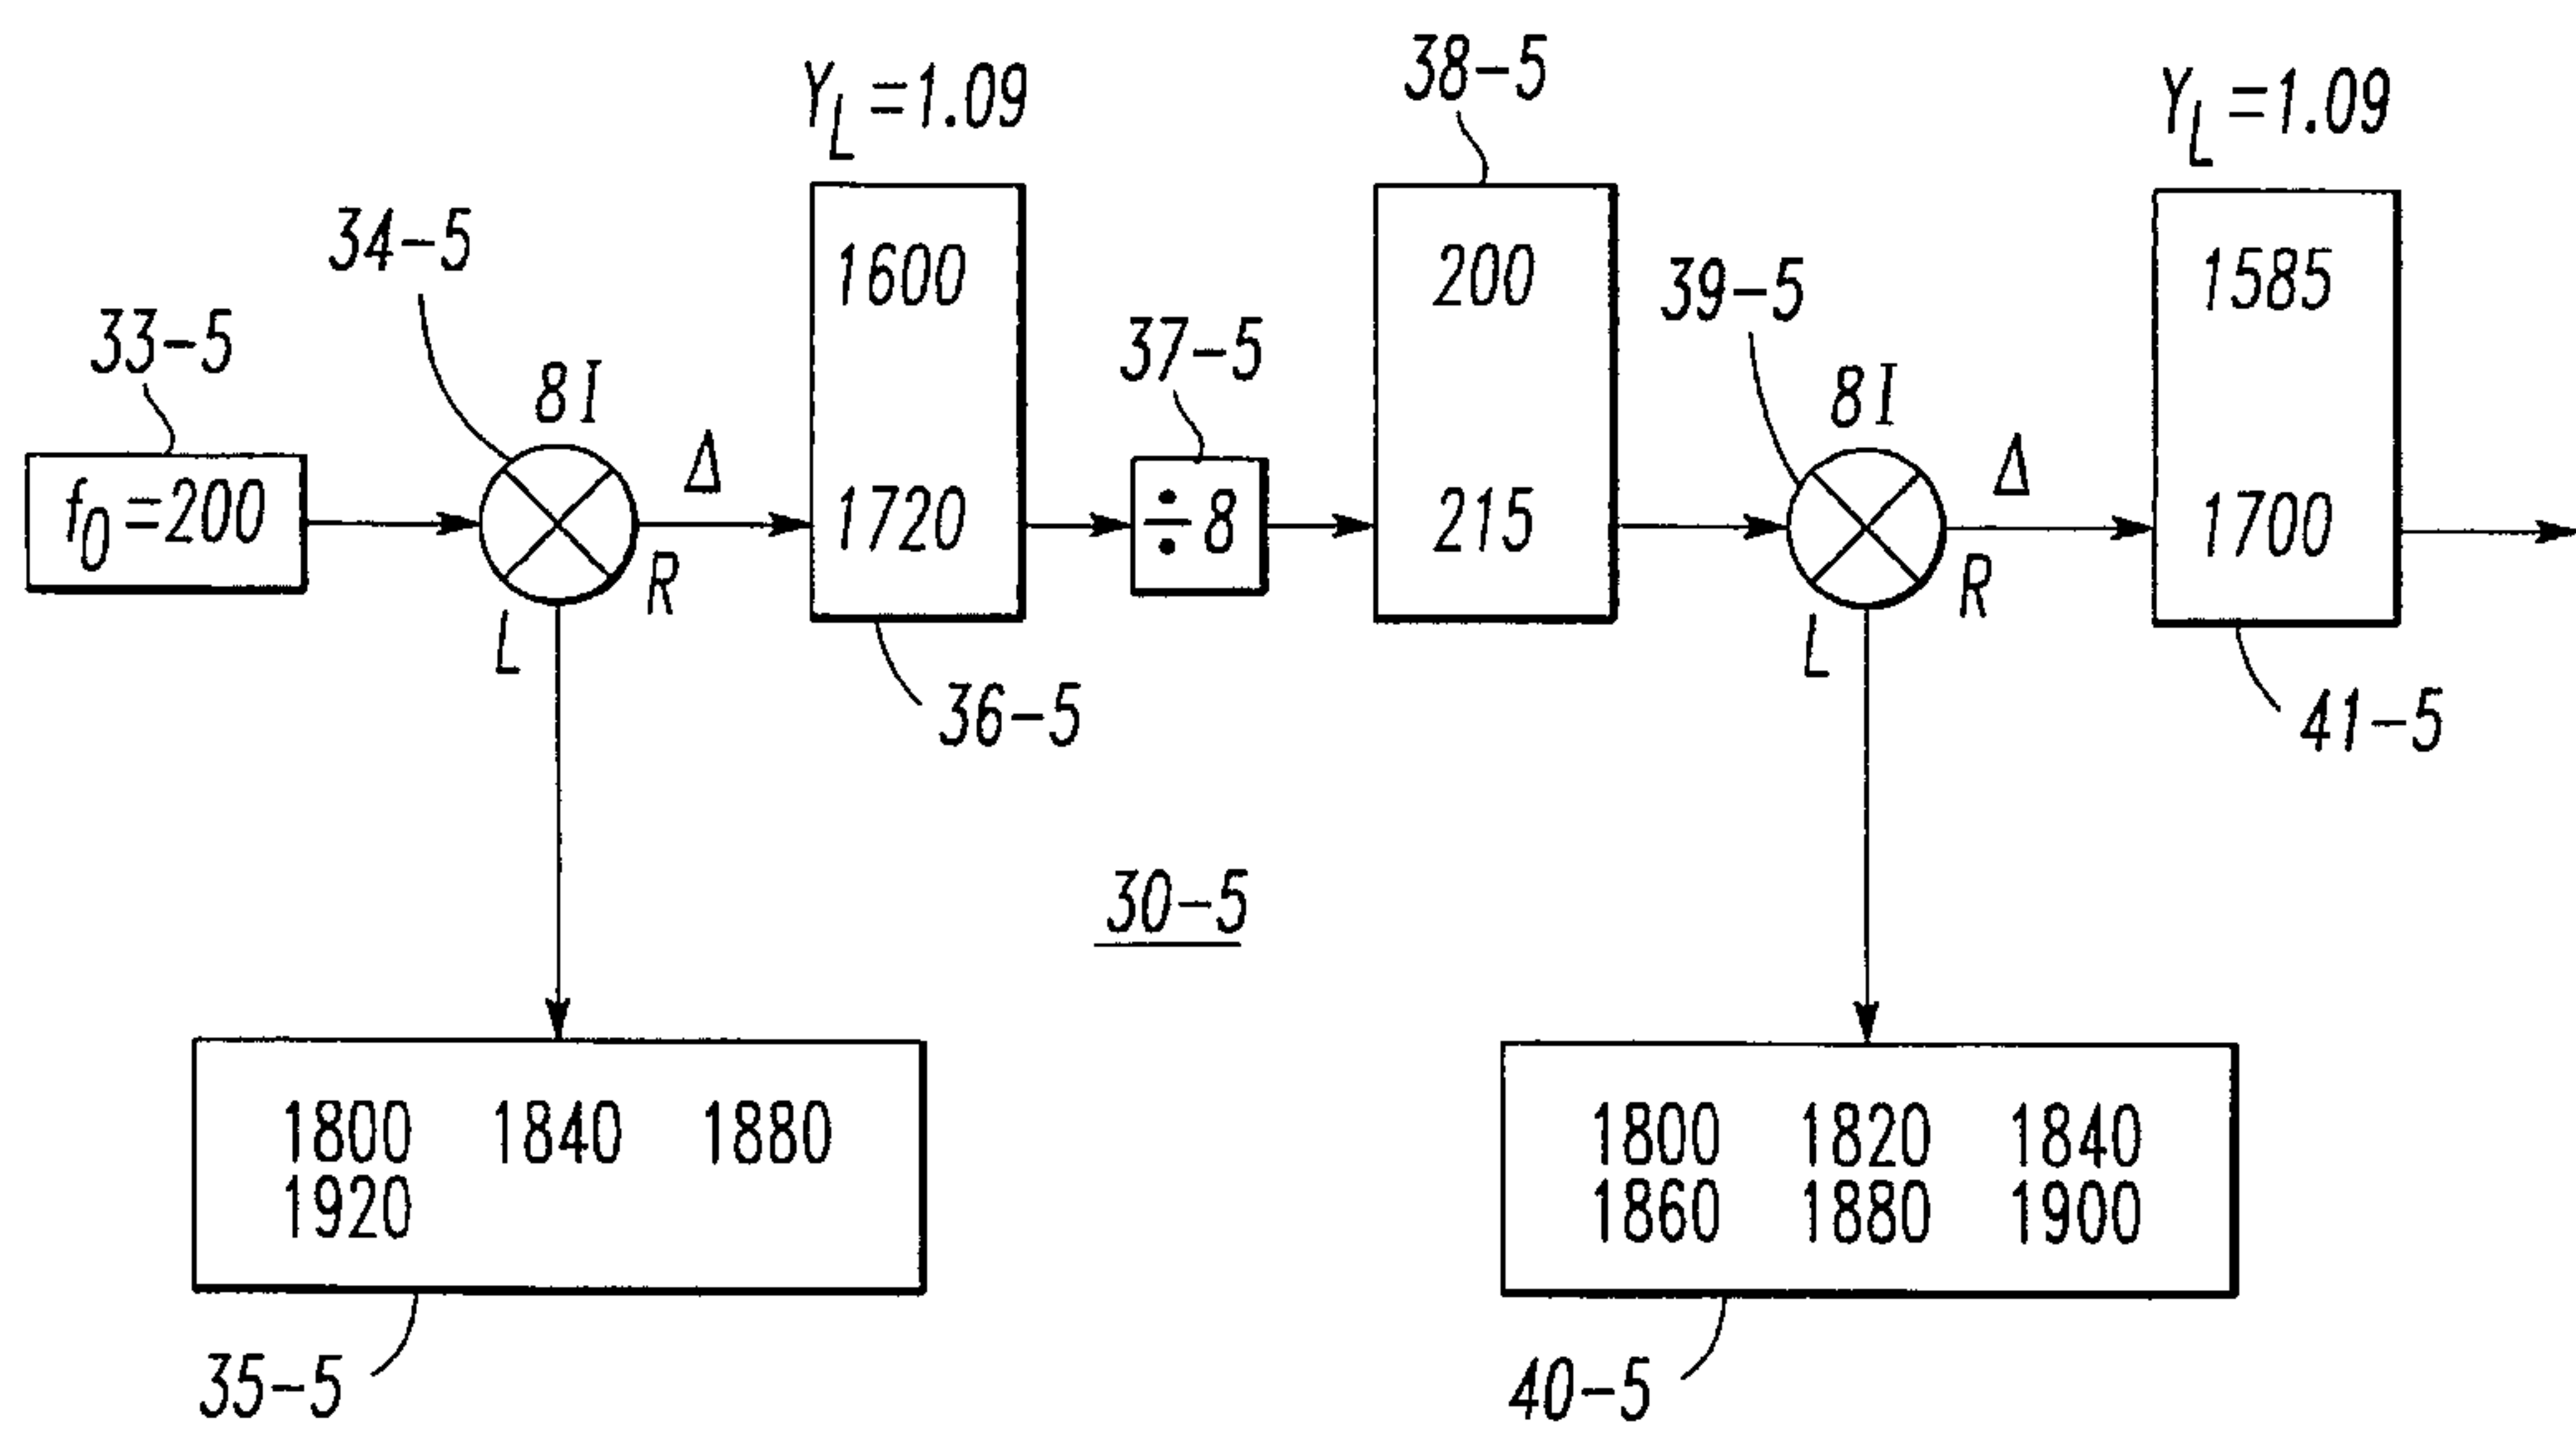 38-5
Y_L=1.09
Y_L=1.09
34-5
1600
200
39-5
1585
33-5
37-5
8I
8I
Δ
Δ
f_0=200
1720
÷8
215
1700
R
R
L
L
36-5
41-5
30-5
1800 1840 1880
1920
1800 1820 1840
1860 1880 1900
35-5
40-5